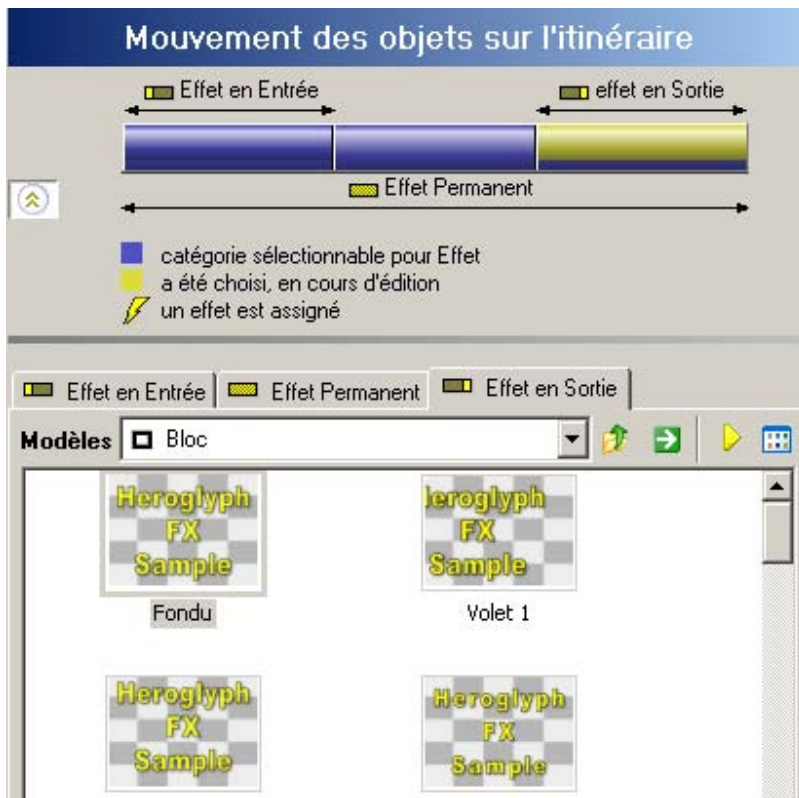 Mouvement des objets sur l'itinéraire
Effet en Entrée
effet en Sortie
Effet Permanent
catégorie sélectionnable pour Effet
a été choisi, en cours d'édition
un effet est assigné
Effet en Entrée
Effet Permanent
Effet en Sortie
Modèles
Bloc
Heroglyph
FX
Sample
Fondu
leroglyph
FX
Sample
Volet 1
Heroglyph
FX
Sample
Heroglyph
FX
Sample